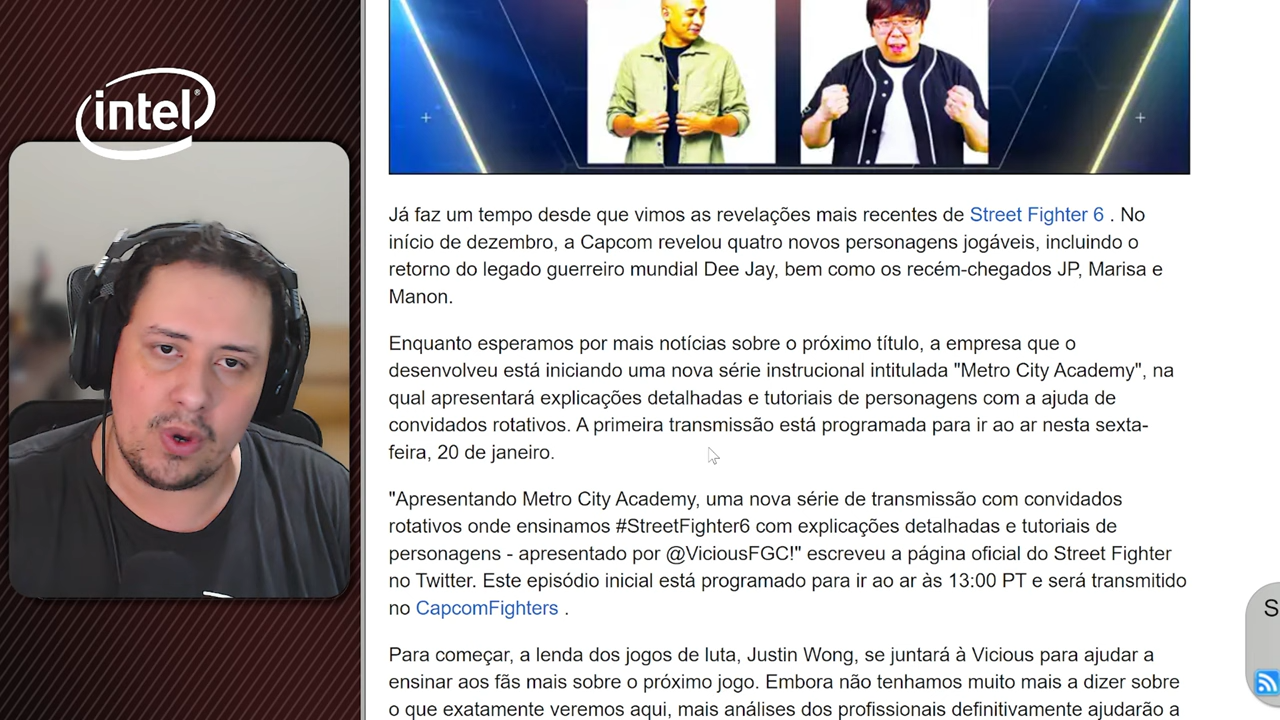 intel
Já faz um tempo desde que vimos as revelações mais recentes de Street Fighter 6 . No
início de dezembro, a Capcom revelou quatro novos personagens jogáveis, incluindo o
retorno do legado guerreiro mundial Dee Jay, bem como os recém-chegados JP, Marisa e
Manon.
Enquanto esperamos por mais notícias sobre o próximo título, a empresa que o
desenvolveu está iniciando uma nova série instrucional intitulada "Metro City Academy", na
qual apresentará explicações detalhadas e tutoriais de personagens com a ajuda de
convidados rotativos. A primeira transmissão está programada para ir ao ar nesta sexta-
feira, 20 de janeiro.
"Apresentando Metro City Academy, uma nova série de transmissão com convidados
rotativos onde ensinamos #StreetFighter6 com explicações detalhadas e tutoriais de
personagens - apresentado por @ViciousFGC!" escreveu a página oficial do Street Fighter
no Twitter. Este episódio inicial está programado para ir ao ar às 13:00 PT e será transmitido
no CapcomFighters .
Para começar, a lenda dos jogos de luta, Justin Wong, se juntará à Vicious para ajudar a
ensinar aos fãs mais sobre o próximo jogo. Embora não tenhamos muito mais a dizer sobre
o que exatamente veremos aqui, mais análises dos profissionais definitivamente ajudarão a
S